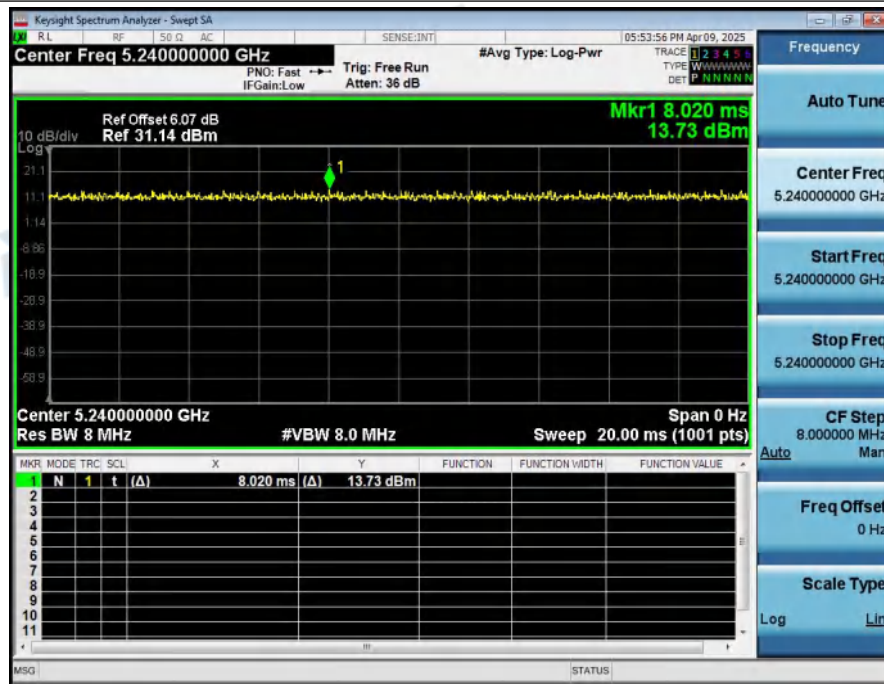 Keysight Spectrum Analyzer - Swept SA
RL RF 50 Ω AC SENSE:INT 05:53:56 PM Apr 09, 2025
Center Freq 5.240000000 GHz
#Avg Type: Log-Pwr
TRACE 1 2 3 4 5 6
PNO: Fast Trig: Free Run
TYPE WWWWWW
IFGain:Low Atten: 36 dB
DET P N N N N N
Mkr1 8.020 ms
13.73 dBm
Ref Offset 6.07 dB
10 dB/div Ref 31.14 dBm
Log
1
21.1
11.1
1.14
-8.86
-18.9
-28.9
-38.9
-48.9
-58.9
Center 5.240000000 GHz Span 0 Hz
Res BW 8 MHz #VBW 8.0 MHz Sweep 20.00 ms (1001 pts)
MKR MODE TRC SCL X Y FUNCTION FUNCTION WIDTH FUNCTION VALUE
1 N 1 t (Δ) 8.020 ms (Δ) 13.73 dBm
2
3
4
5
6
7
8
9
10
11
MSG STATUS
Frequency
Auto Tune
Center Freq
5.240000000 GHz
Start Freq
5.240000000 GHz
Stop Freq
5.240000000 GHz
CF Step
8.000000 MHz
Auto Man
Freq Offset
0 Hz
Scale Type
Log Lin